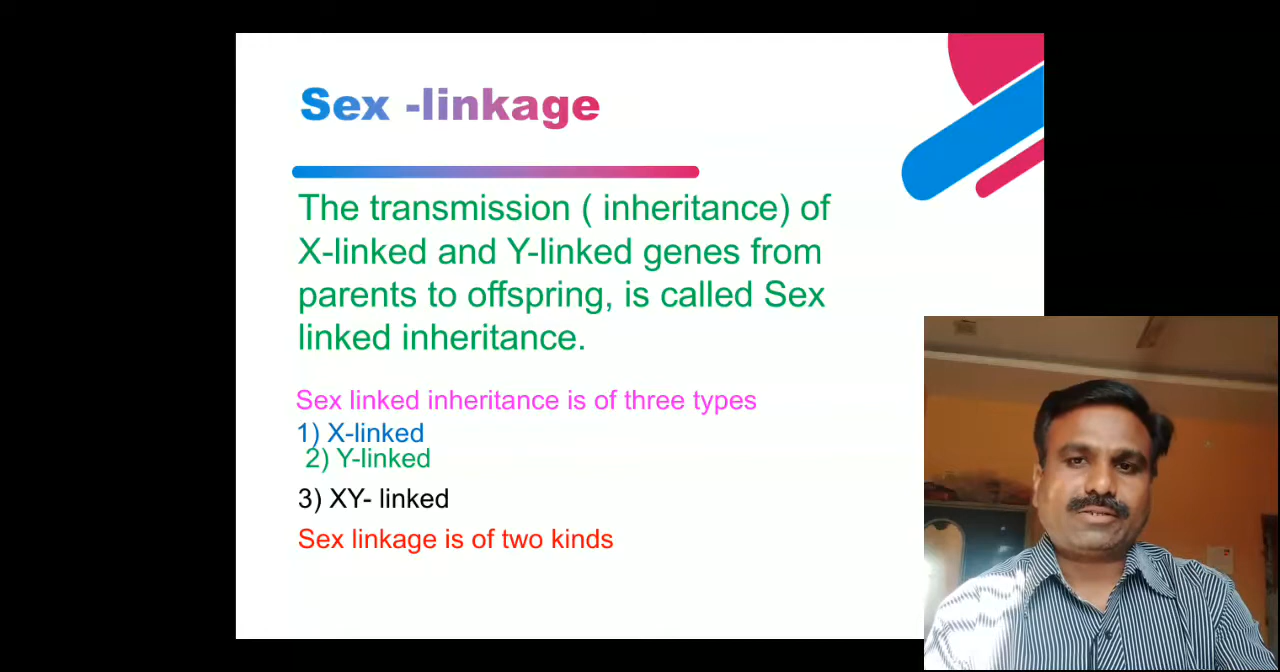 Sex -linkage
The transmission ( inheritance) of
X-linked and Y-linked genes from
parents to offspring, is called Sex
linked inheritance.
Sex linked inheritance is of three types
1) X-linked
2) Y-linked
3) XY- linked
Sex linkage is of two kinds